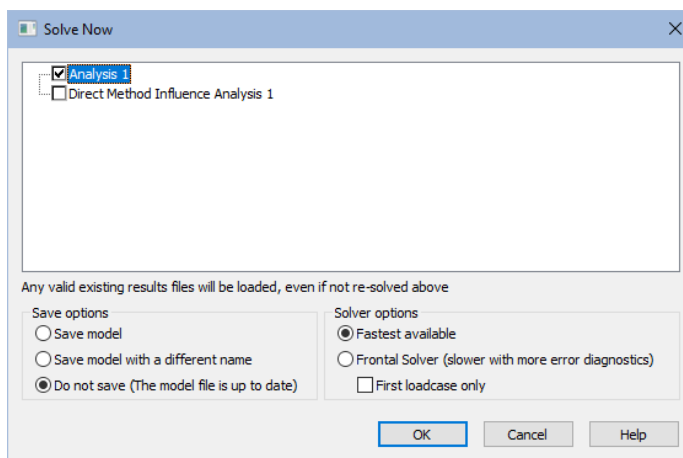 Solve Now
Analysis 1
Direct Method Influence Analysis 1
Any valid existing results files will be loaded, even if not re-solved above
Save options
Save model
Save model with a different name
Do not save (The model file is up to date)
Solver options
Fastest available
Frontal Solver (slower with more error diagnostics)
First loadcase only
OK
Cancel
Help